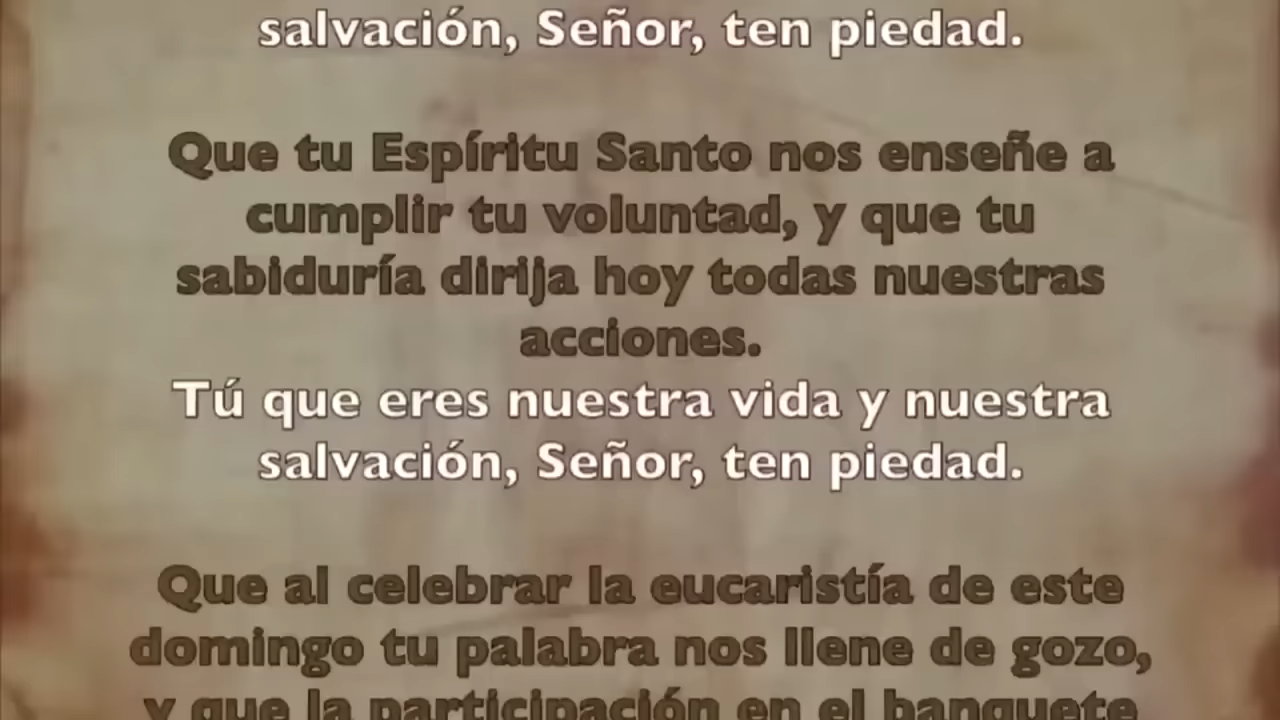 salvación, Señor, ten piedad.
Que tu Espíritu Santo nos enseñe a
cumplir tu voluntad, y que tu
sabiduría dirija hoy todas nuestras
acciones.
Tú que eres nuestra vida y nuestra
salvación, Señor, ten piedad.
Que al celebrar la eucaristía de este
domingo tu palabra nos llene de gozo,
y que la participación en el banquete